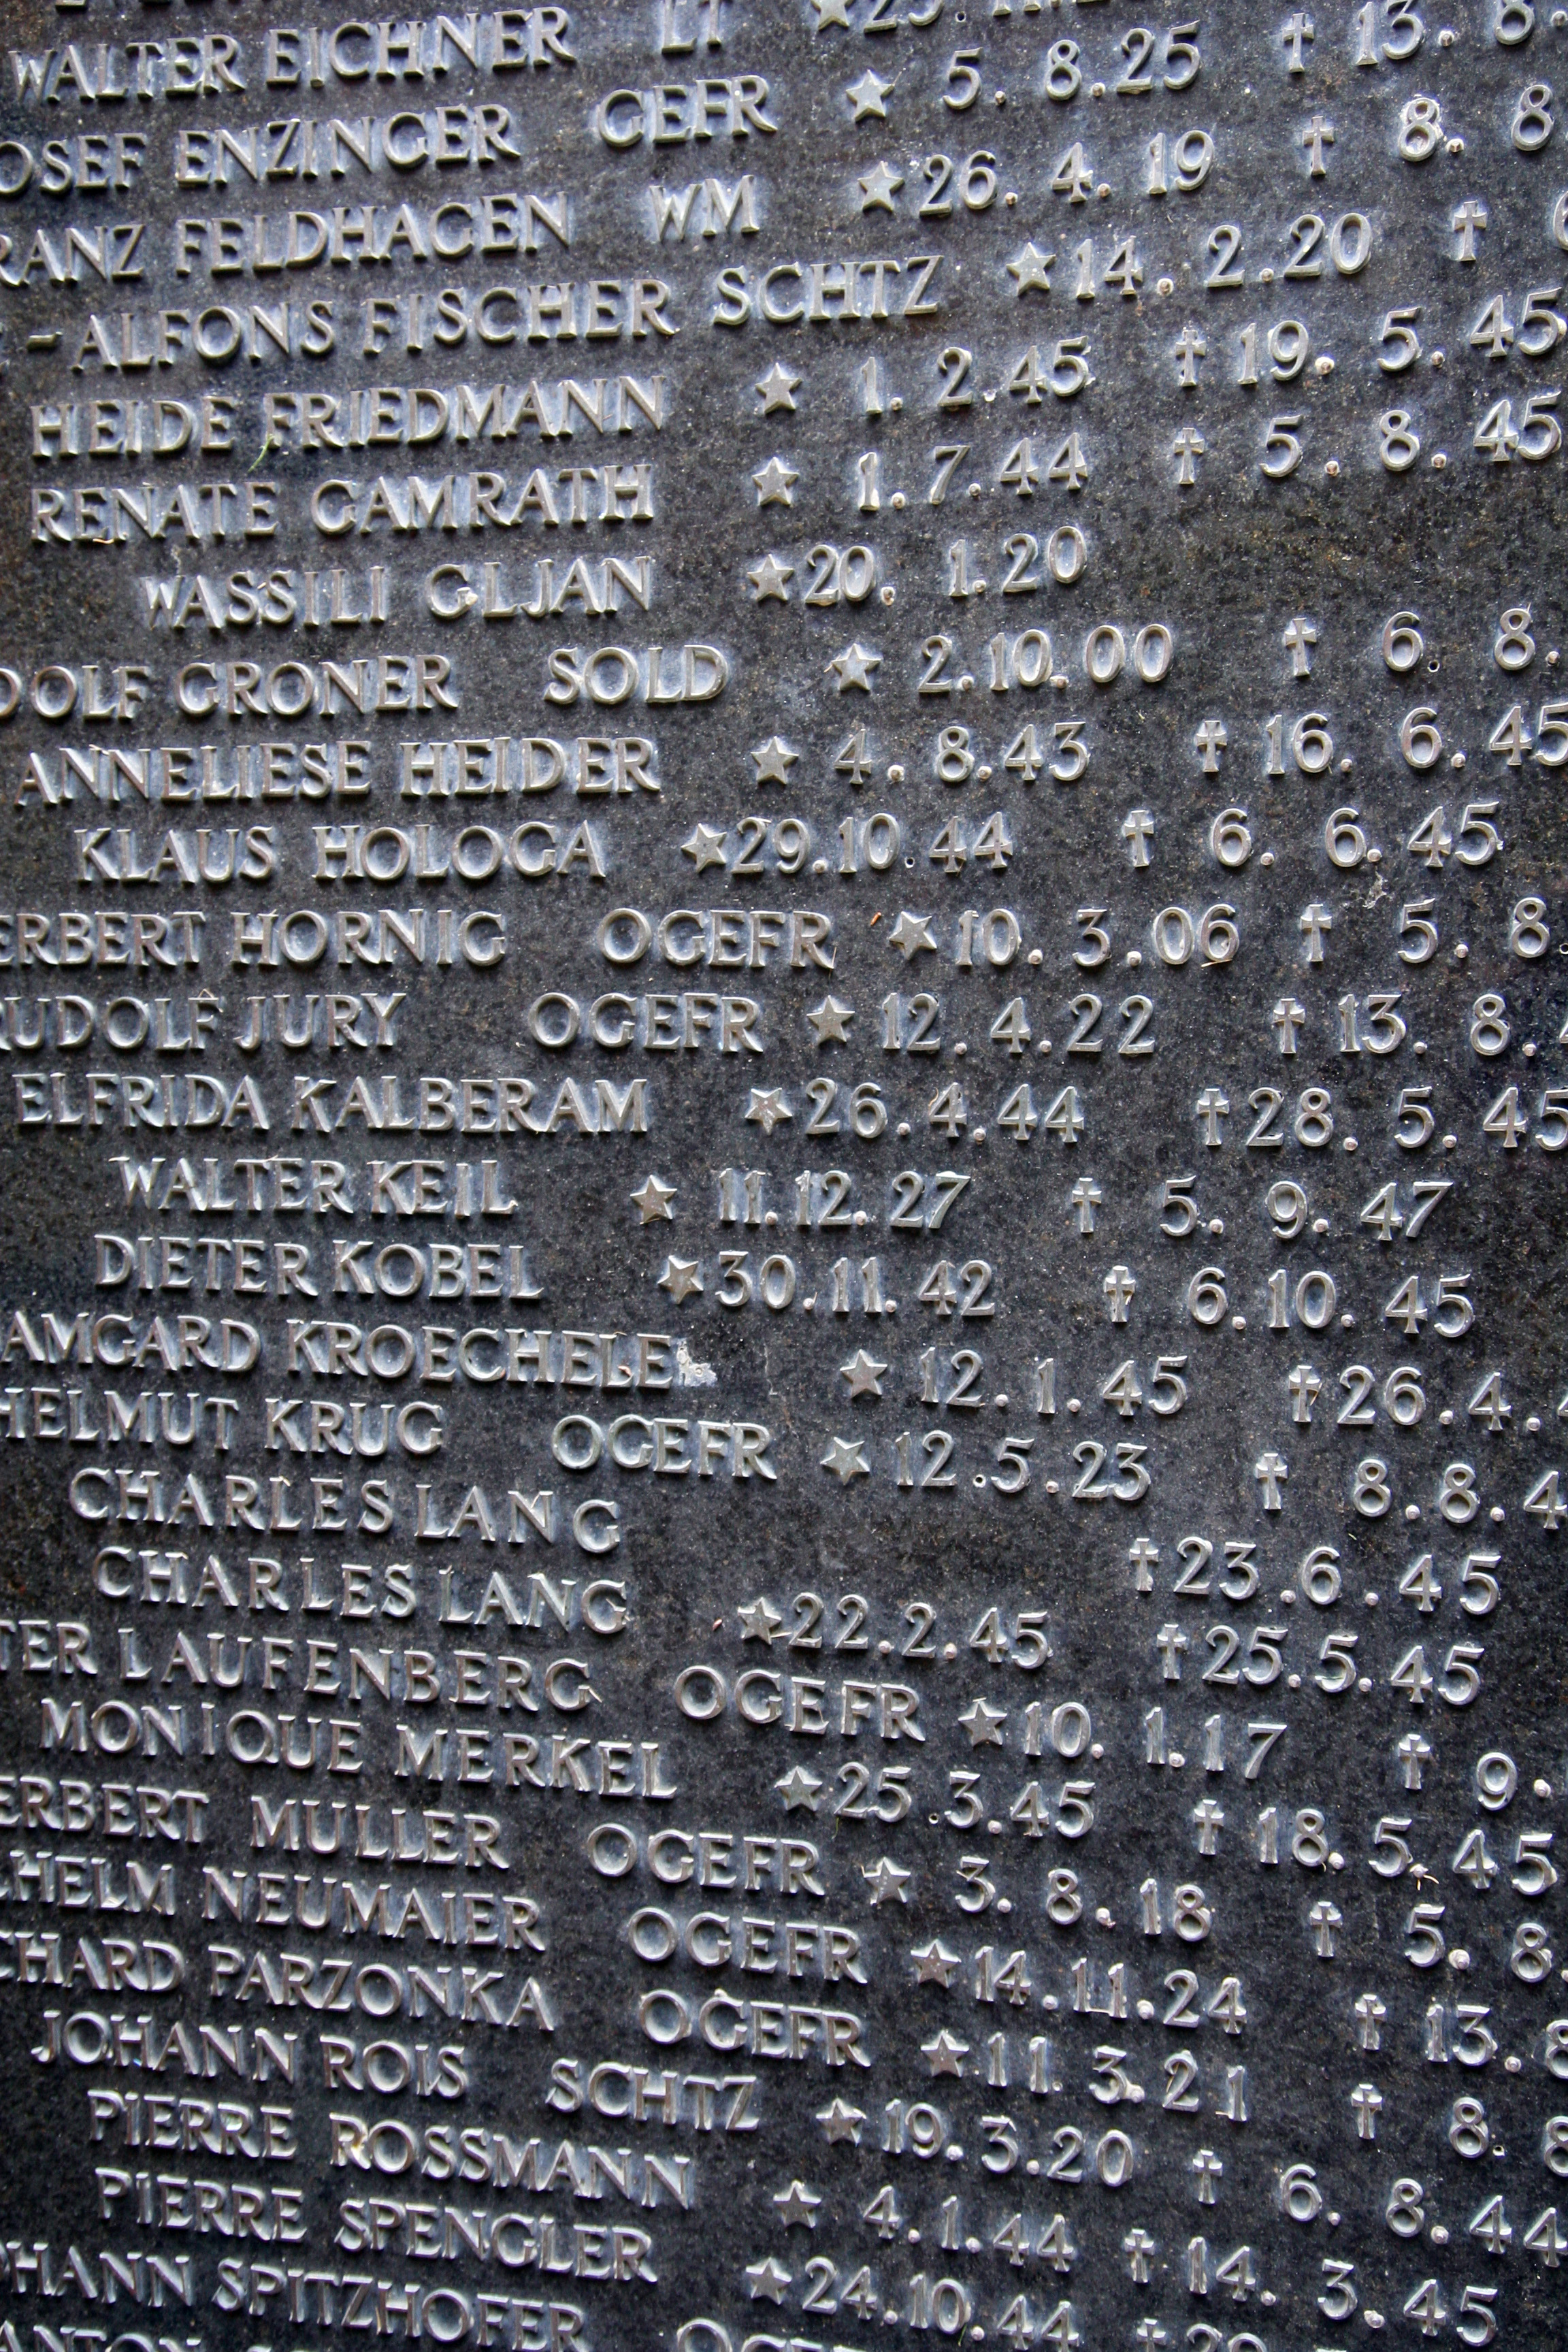 WALTER EICHNER LT
OSEF ENZINGER GEFR ★ 5. 8.25 † 13. 8.
RANZ FELDHAGEN WM ★26. 4. 19 † 8. 8
-ALFONS FISCHER SCHTZ ★14. 2.20 †
HEIDE FRIEDMANN ★ 1. 2.45 †19. 5.45
RENATE GAMRATH ★ 1. 7.44 † 5. 8.45
WASSILI GLJAN ★20. 1.20
DOLF GRONER SOLD ★ 2.10.00 † 6. 8.
ANNELIESE HEIDER ★ 4. 8.43 † 16. 6.45
KLAUS HOLOGA ★29.10.44 † 6. 6.45
ERBERT HORNIG OGEFR ★10. 3.06 † 5. 8.
RUDOLF JURY OGEFR ★ 12. 4.22 † 13. 8.
ELFRIDA KALBERAM ★26.4.44 †28. 5.45
WALTER KEIL ★ 11.12.27 † 5. 9.47
DIETER KOBEL ★30.11.42 † 6.10.45
AMGARD KROECHELE ★ 12.1.45 †26.4.
HELMUT KRUG OGEFR ★ 12.5.23 † 8.8.4
CHARLES LANG †23.6.45
CHARLES LANG ★22.2.45 †25.5.45
TER LAUFENBERG OGEFR ★10. 1.17 † 9.
MONIQUE MERKEL ★25.3.45 †18. 5.45
ERBERT MULLER OGEFR ★ 3. 8.18 † 5. 8.
HELM NEUMAIER OGEFR ★14.11.24 † 13.8
HARD PARZONKA OGEFR ★11. 3.21 † 8. 8
JOHANN ROIS SCHTZ ★19.3.20 † 6. 8.44
PIERRE ROSSMANN ★ 4.1.44 †14. 3.45
PIERRE SPENGLER ★24.10.44
OHANN SPITZHOFER